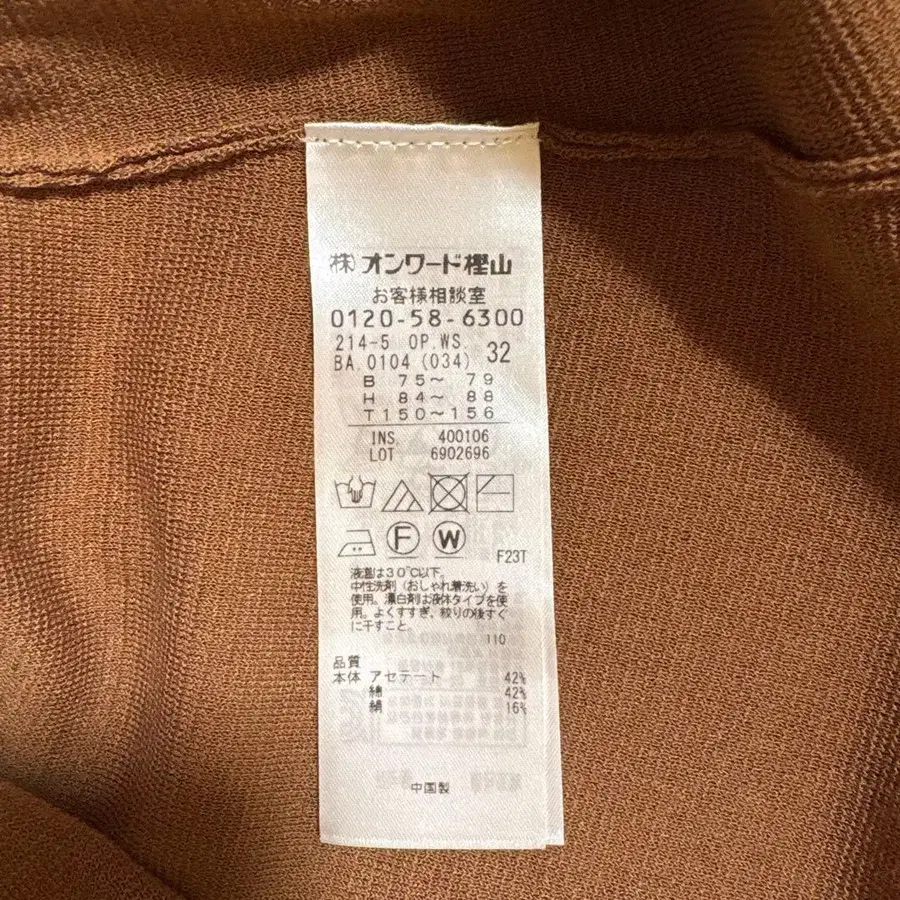 ㈱オンワード樫山
お客様相談室
0120-58-6300
214-5 OP.WS.
BA.0104(034) 32
B 75～ 79
H 84～ 88
T150～156
INS. 400106
LOT 6902696
F W
F23T
液温は30℃以下。
中性洗剤（おしゃれ着洗い）を
使用。漂白剤は液体タイプを使
用。よくすすぎ、絞りの後すぐ
に干すこと。
110
品質
本体 アセテート 42%
綿 42%
絹 16%
中国製